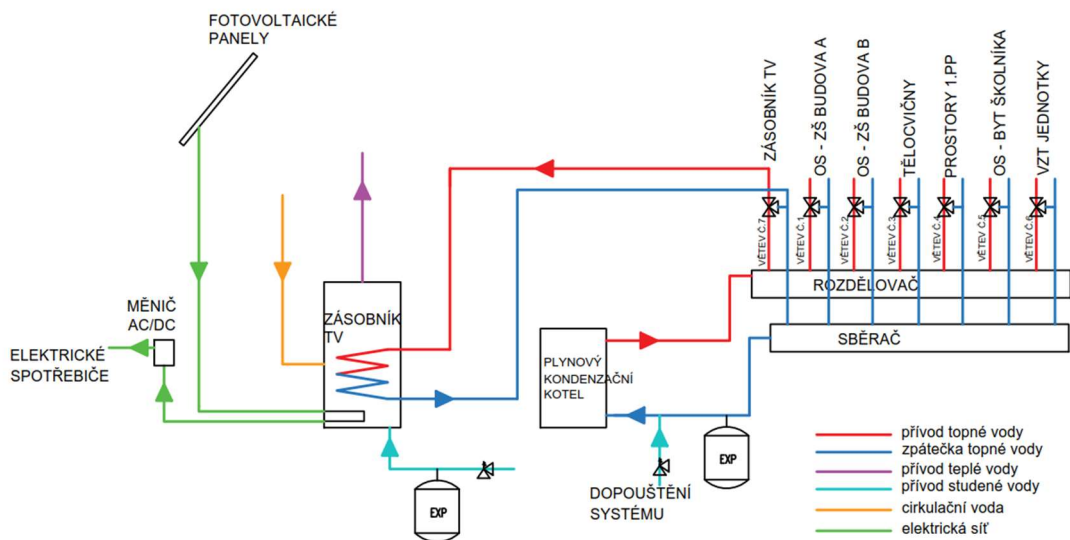 FOTOVOLTAICKÉ
PANELY
ZÁSOBNÍK TV
OS - ZŠ BUDOVA A
OS - ZŠ BUDOVA B
TĚLOCVIČNY
PROSTORY 1.PP
OS - BYT ŠKOLNÍKA
VZT JEDNOTKY
VĚTEV Č.7
VĚTEV Č.1
VĚTEV Č.2
VĚTEV Č.3
VĚTEV Č.4
VĚTEV Č.5
VĚTEV Č.6
ROZDĚLOVAČ
SBĚRAČ
MĚNIČ
AC/DC
ELEKTRICKÉ
SPOTŘEBIČE
ZÁSOBNÍK
TV
PLYNOVÝ
KONDENZAČNÍ
KOTEL
EXP
EXP
DOPOUŠTĚNÍ
SYSTÉMU
přívod topné vody
zpátečka topné vody
přívod teplé vody
přívod studené vody
cirkulační voda
elektrická síť